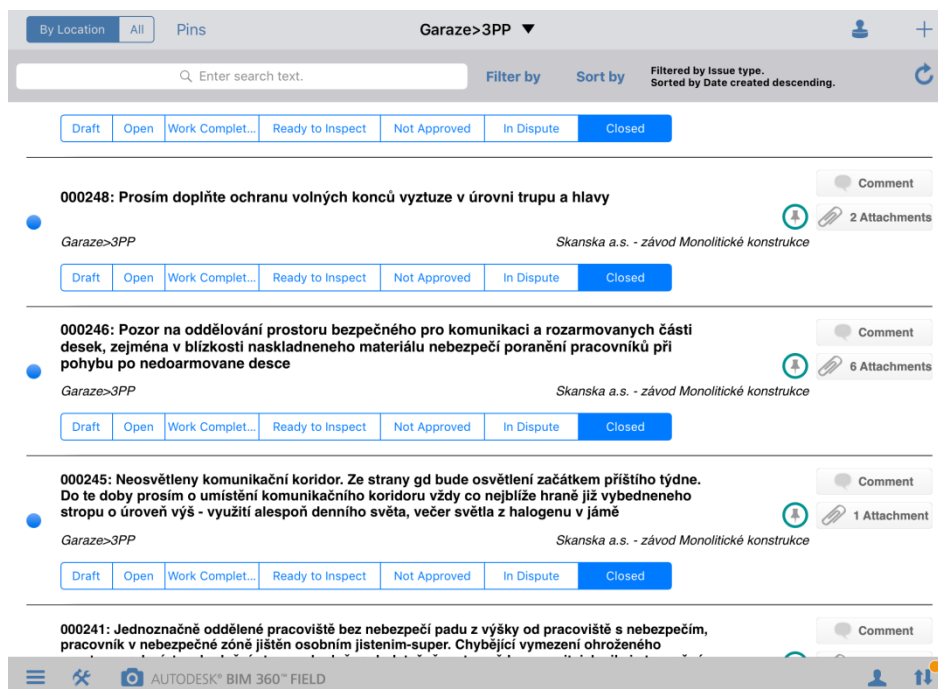 By Location All Pins Garaze>3PP ▼
Enter search text. Filter by Sort by Filtered by Issue type.
Sorted by Date created descending.
Draft Open Work Complet... Ready to Inspect Not Approved In Dispute Closed
Comment
000248: Prosím doplňte ochranu volných konců vyztuze v úrovni trupu a hlavy
2 Attachments
Garaze>3PP Skanska a.s. - závod Monolitické konstrukce
Draft Open Work Complet... Ready to Inspect Not Approved In Dispute Closed
000246: Pozor na oddělování prostoru bezpečného pro komunikaci a rozarmovanych části
Comment
desek, zejména v blízkosti naskladneneho materiálu nebezpečí poranění pracovníků při
pohybu po nedoarmovane desce
6 Attachments
Garaze>3PP Skanska a.s. - závod Monolitické konstrukce
Draft Open Work Complet... Ready to Inspect Not Approved In Dispute Closed
000245: Neosvětleny komunikační koridor. Ze strany gd bude osvětlení začátkem příštího týdne.
Comment
Do te doby prosím o umístění komunikačního koridoru vždy co nejblíže hraně již vybedneneho
stropu o úroveň výš - využití alespoň denního světa, večer světla z halogenu v jámě
1 Attachment
Garaze>3PP Skanska a.s. - závod Monolitické konstrukce
Draft Open Work Complet... Ready to Inspect Not Approved In Dispute Closed
000241: Jednoznačně oddělené pracoviště bez nebezpečí padu z výšky od pracoviště s nebezpečím,
Comment
pracovník v nebezpečné zóně jištěn osobním jistenim-super. Chybějící vymezení ohroženého
AUTODESK® BIM 360™ FIELD